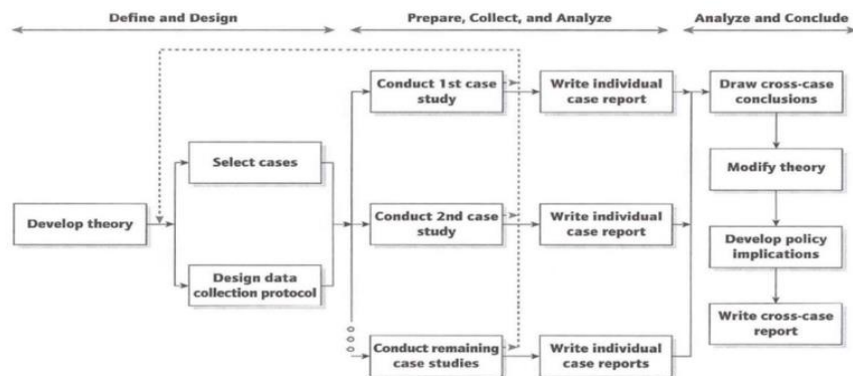 Define and Design
Prepare, Collect, and Analyze
Analyze and Conclude
Conduct 1st case
study
Write individual
case report
Draw cross-case
conclusions
Select cases
Modify theory
Develop theory
Conduct 2nd case
study
Write individual
case report
Develop policy
implications
Design data
collection protocol
Write cross-case
report
Conduct remaining
case studies
Write individual
case reports